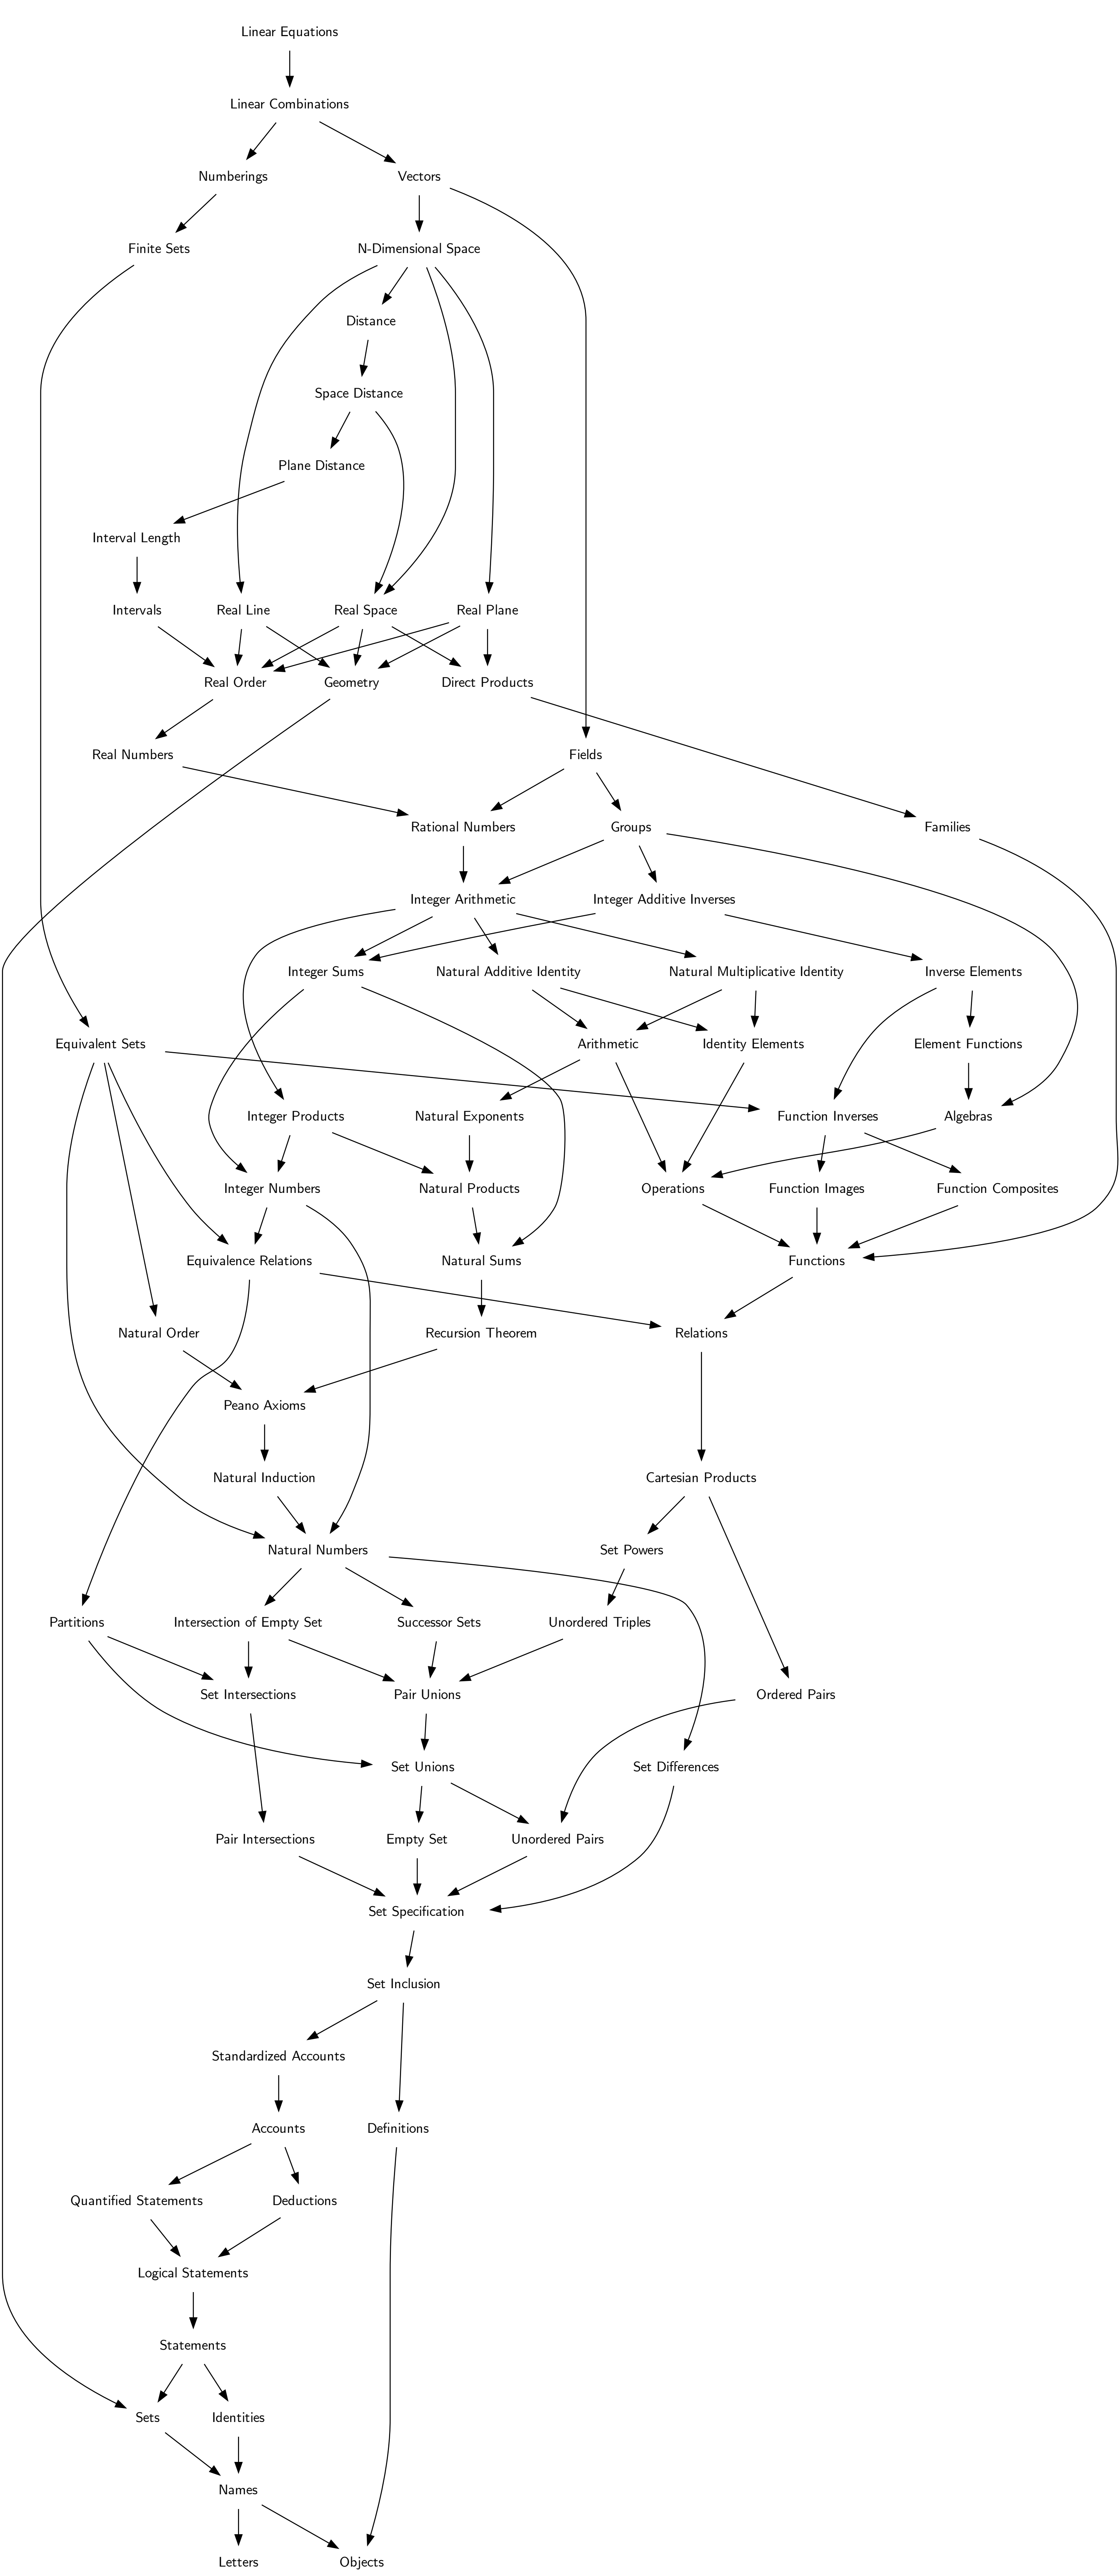 Linear Equations
Linear Combinations
Numberings
Vectors
Finite Sets
N-Dimensional Space
Distance
Space Distance
Plane Distance
Interval Length
Intervals
Real Line
Real Space
Real Plane
Real Order
Geometry
Direct Products
Real Numbers
Fields
Rational Numbers
Groups
Families
Integer Arithmetic
Integer Additive Inverses
Integer Sums
Natural Additive Identity
Natural Multiplicative Identity
Inverse Elements
Equivalent Sets
Arithmetic
Identity Elements
Element Functions
Integer Products
Natural Exponents
Function Inverses
Algebras
Integer Numbers
Natural Products
Operations
Function Images
Function Composites
Equivalence Relations
Natural Sums
Functions
Natural Order
Recursion Theorem
Relations
Peano Axioms
Natural Induction
Cartesian Products
Natural Numbers
Set Powers
Partitions
Intersection of Empty Set
Successor Sets
Unordered Triples
Set Intersections
Pair Unions
Ordered Pairs
Set Unions
Set Differences
Pair Intersections
Empty Set
Unordered Pairs
Set Specification
Set Inclusion
Standardized Accounts
Accounts
Definitions
Quantified Statements
Deductions
Logical Statements
Statements
Sets
Identities
Names
Letters
Objects